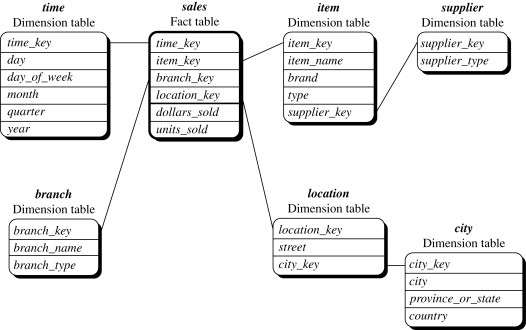 time
Dimension table
time_key
day
day_of_week
month
quarter
year
sales
Fact table
time_key
item_key
branch_key
location_key
dollars_sold
units_sold
item
Dimension table
item_key
item_name
brand
type
supplier_key
supplier
Dimension table
supplier_key
supplier_type
branch
Dimension table
branch_key
branch_name
branch_type
location
Dimension table
location_key
street
city_key
city
Dimension table
city_key
city
province_or_state
country